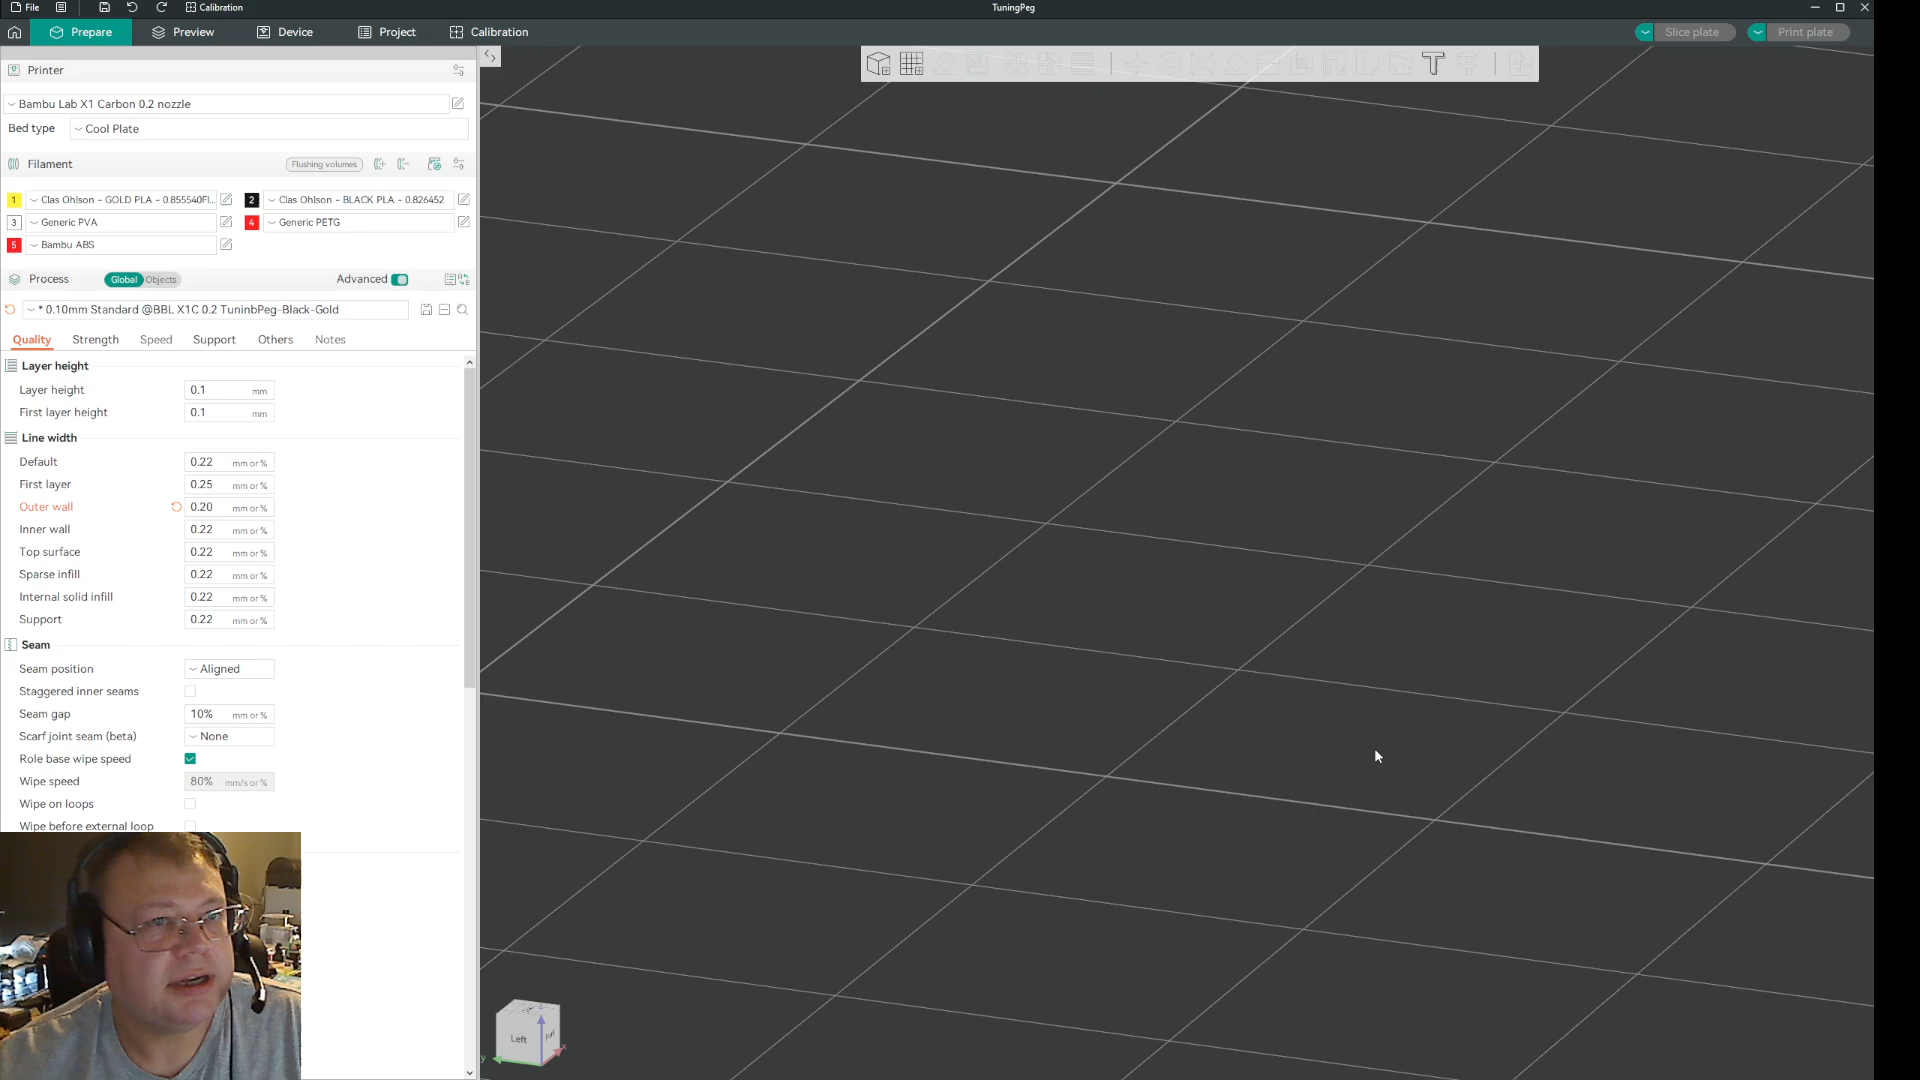 File
Calibration
TuningPeg
Prepare
Preview
Device
Project
Calibration
Slice plate
Print plate
Printer
Bambu Lab X1 Carbon 0.2 nozzle
Bed type
Cool Plate
Filament
Flushing volumes
1
Clas Ohlson - GOLD PLA - 0.855540Fl...
2
Clas Ohlson - BLACK PLA - 0.826452
3
Generic PVA
4
Generic PETG
5
Bambu ABS
Process
Global
Objects
Advanced
* 0.10mm Standard @BBL X1C 0.2 TuninbPeg-Black-Gold
Quality
Strength
Speed
Support
Others
Notes
Layer height
Layer height
0.1 mm
First layer height
0.1 mm
Line width
Default
0.22 mm or %
First layer
0.25 mm or %
Outer wall
0.20 mm or %
Inner wall
0.22 mm or %
Top surface
0.22 mm or %
Sparse infill
0.22 mm or %
Internal solid infill
0.22 mm or %
Support
0.22 mm or %
Seam
Seam position
Aligned
Staggered inner seams
Seam gap
10% mm or %
Scarf joint seam (beta)
None
Role base wipe speed
Wipe speed
80% mm/s or %
Wipe on loops
Wipe before external loop
Left
y
x